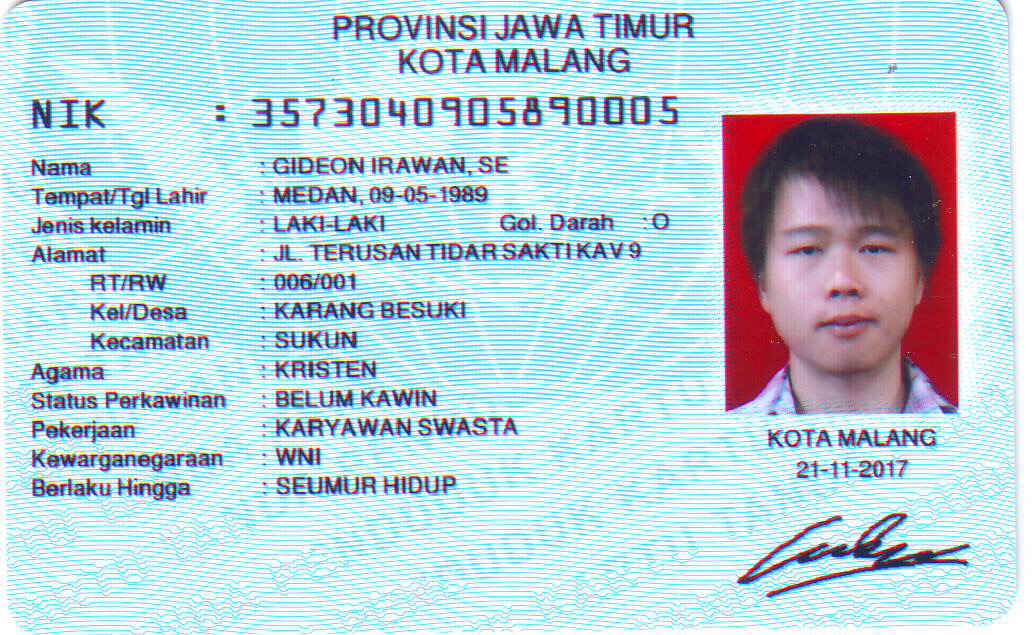 PROVINSI JAWA TIMUR
KOTA MALANG
NIK : 3573040905890005
Nama : GIDEON IRAWAN, SE
Tempat/Tgl Lahir : MEDAN, 09-05-1989
Jenis kelamin : LAKI-LAKI Gol. Darah : O
Alamat : JL. TERUSAN TIDAR SAKTI KAV 9
RT/RW : 006/001
Kel/Desa : KARANG BESUKI
Kecamatan : SUKUN
Agama : KRISTEN
Status Perkawinan : BELUM KAWIN
Pekerjaan : KARYAWAN SWASTA
Kewarganegaraan : WNI
Berlaku Hingga : SEUMUR HIDUP
KOTA MALANG
21-11-2017